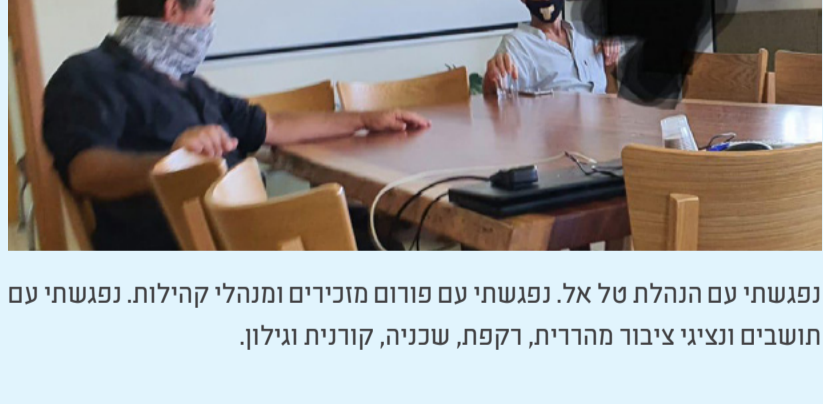 נפגשתי עם הנהלת טל אל. נפגשתי עם פורום מזכירים ומנהלי קהילות. נפגשתי עם
תושבים ונציגי ציבור מהררית, רקפת, שכניה, קורנית וגילון.